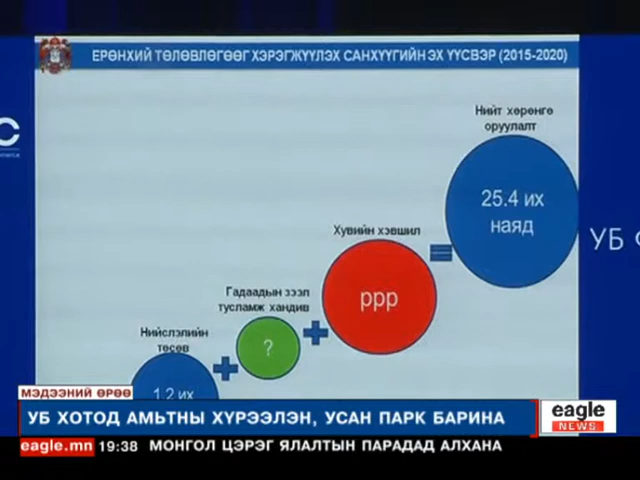 ЕРӨНХИЙ ТӨЛӨВЛӨГӨӨГ ХЭРЭГЖҮҮЛЭХ САНХҮҮГИЙН ЭХ ҮҮСВЭР (2015-2020)
Нийт хөрөнгө
оруулалт
25.4 их
наяд
Хувийн хэвшил
ppp
=
Гадаадын зээл
тусламж хандив
?
+
Нийслэлийн
төсөв
+
1.2 их
C
УБ
МЭДЭЭНИЙ ӨРӨӨ
УБ ХОТОД АМЬТНЫ ХҮРЭЭЛЭН, УСАН ПАРК БАРИНА
eagle
NEWS
eagle.mn 19:38 МОНГОЛ ЦЭРЭГ ЯЛАЛТЫН ПАРАДАД АЛХАНА